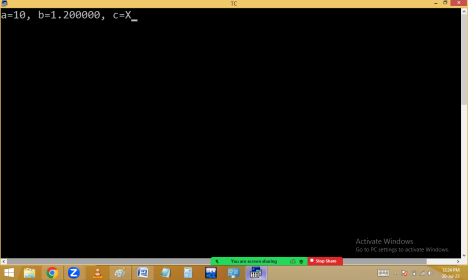 TC
a=10, b=1.200000, c=X_
Activate Windows
Go to PC settings to activate Windows.
You are screen sharing
Stop Share